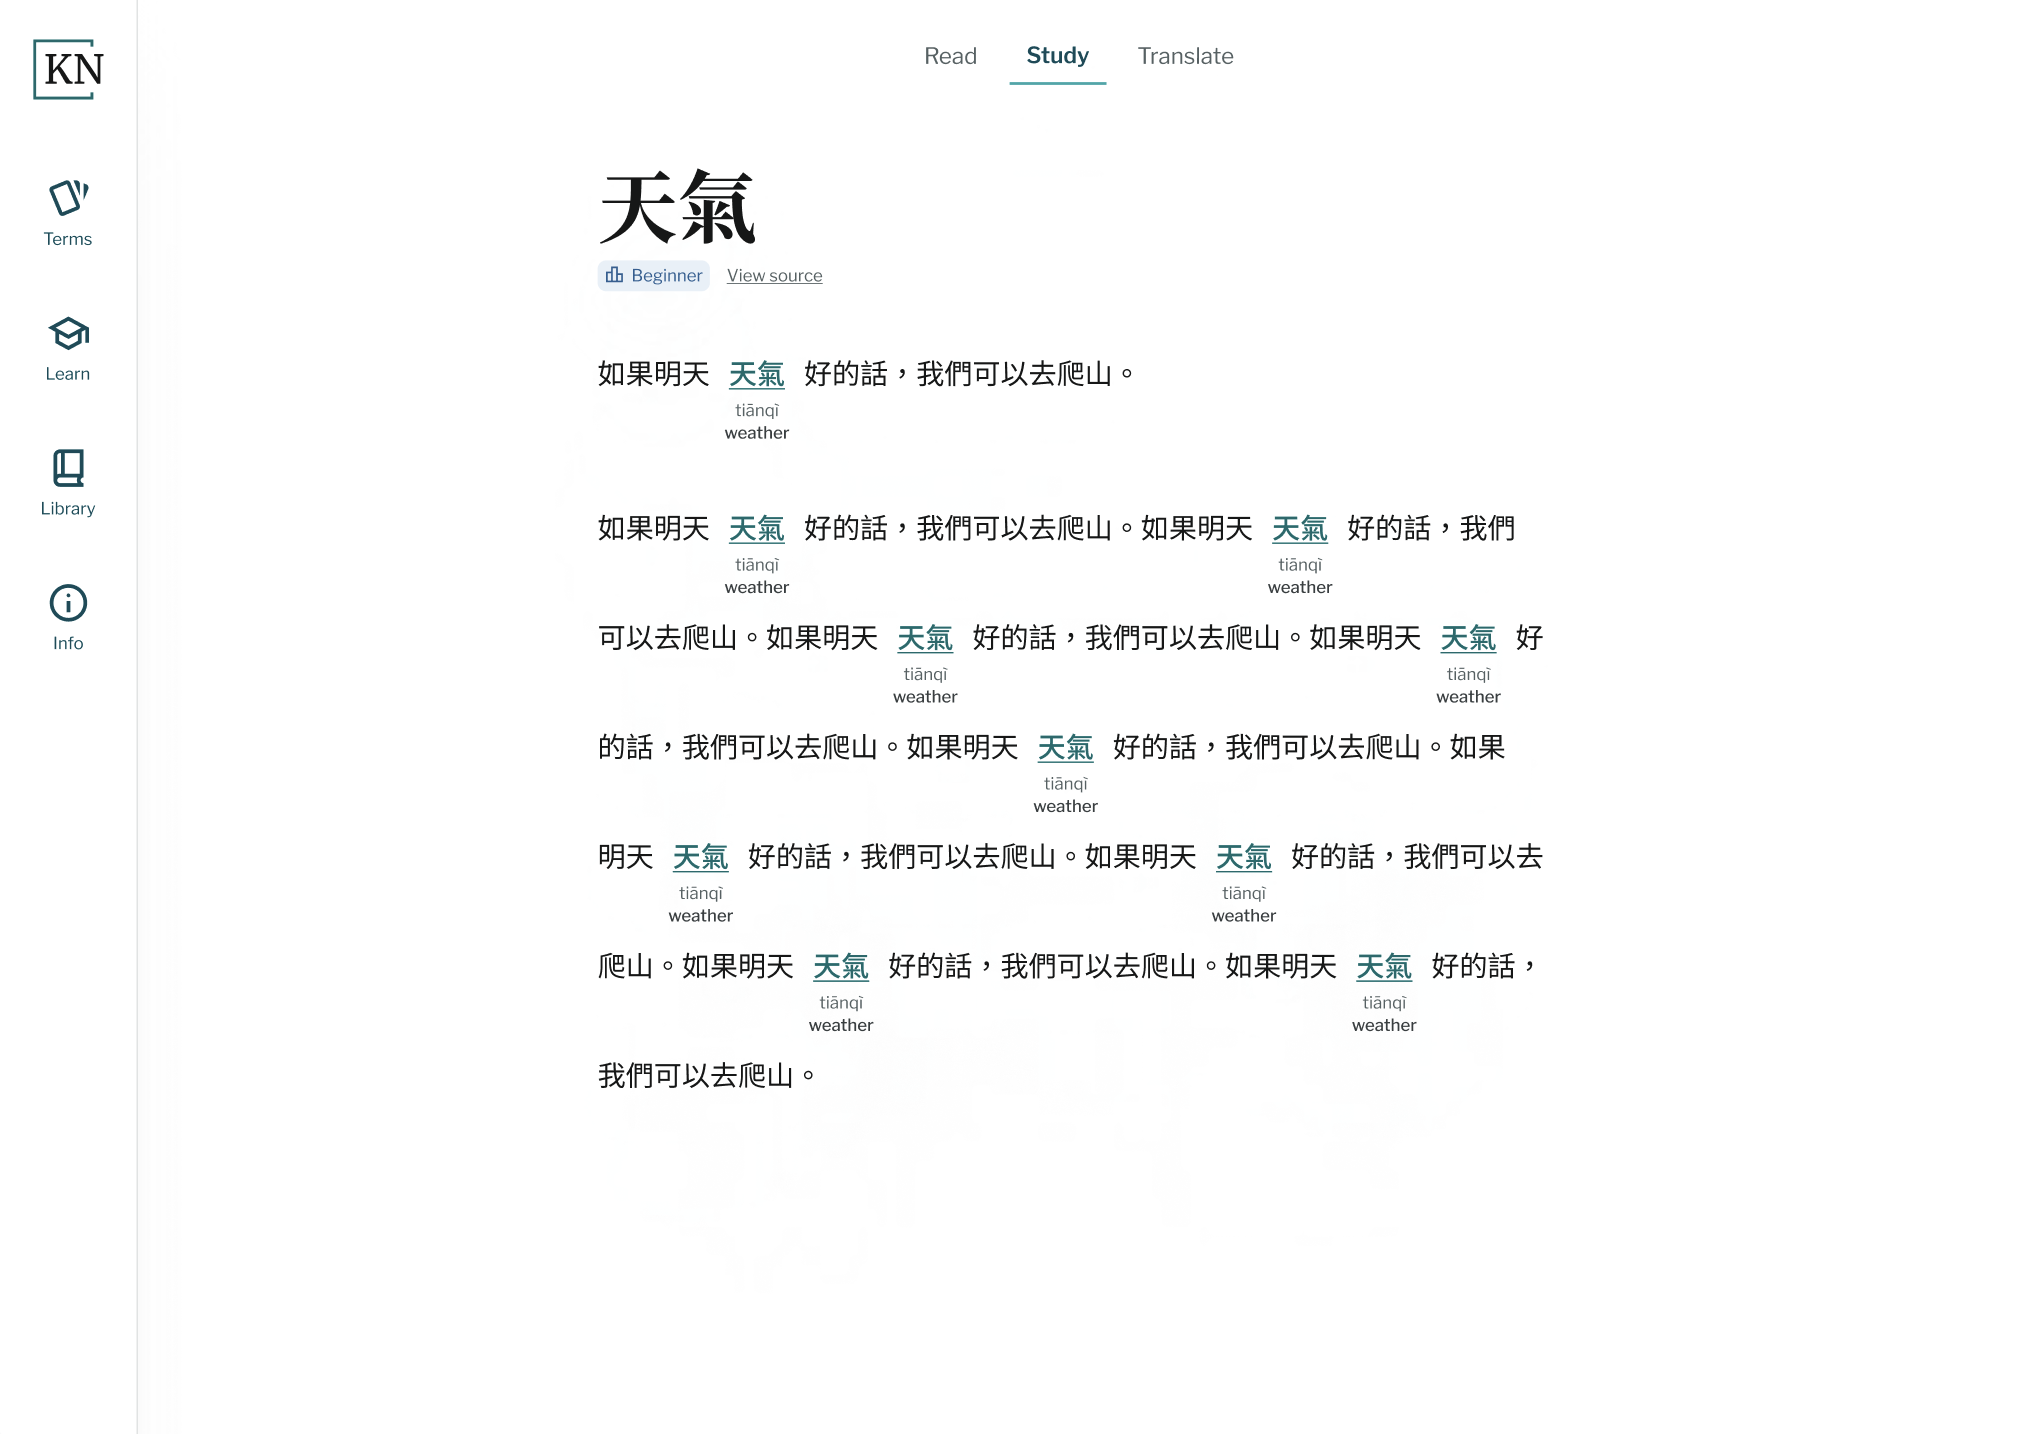 KN
Terms
Learn
Library
Info
Read Study Translate
天氣
Beginner View source
如果明天 天氣 好的話，我們可以去爬山。
tiānqì
weather
如果明天 天氣 好的話，我們可以去爬山。如果明天 天氣 好的話，我們
tiānqì tiānqì
weather weather
可以去爬山。如果明天 天氣 好的話，我們可以去爬山。如果明天 天氣 好
tiānqì tiānqì
weather weather
的話，我們可以去爬山。如果明天 天氣 好的話，我們可以去爬山。如果
tiānqì
weather
明天 天氣 好的話，我們可以去爬山。如果明天 天氣 好的話，我們可以去
tiānqì tiānqì
weather weather
爬山。如果明天 天氣 好的話，我們可以去爬山。如果明天 天氣 好的話，
tiānqì tiānqì
weather weather
我們可以去爬山。